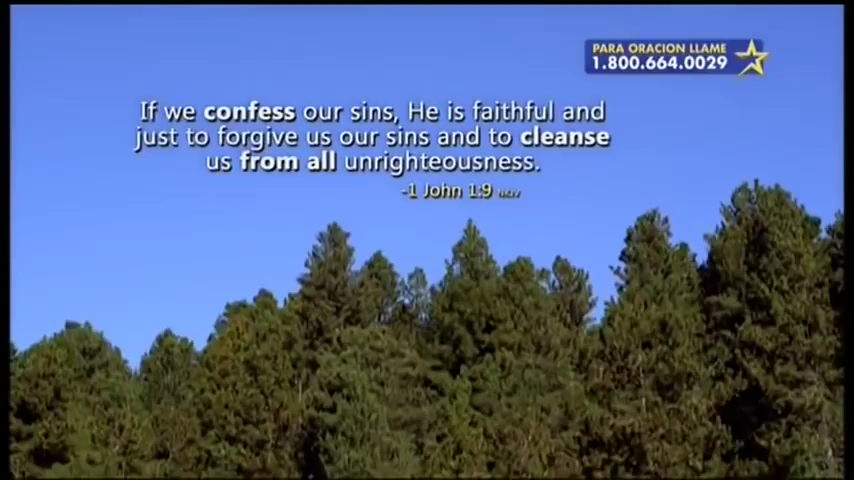 PARA ORACION LLAME
1.800.664.0029
If we confess our sins, He is faithful and
just to forgive us our sins and to cleanse
us from all unrighteousness.
-1 John 1:9 NKJV